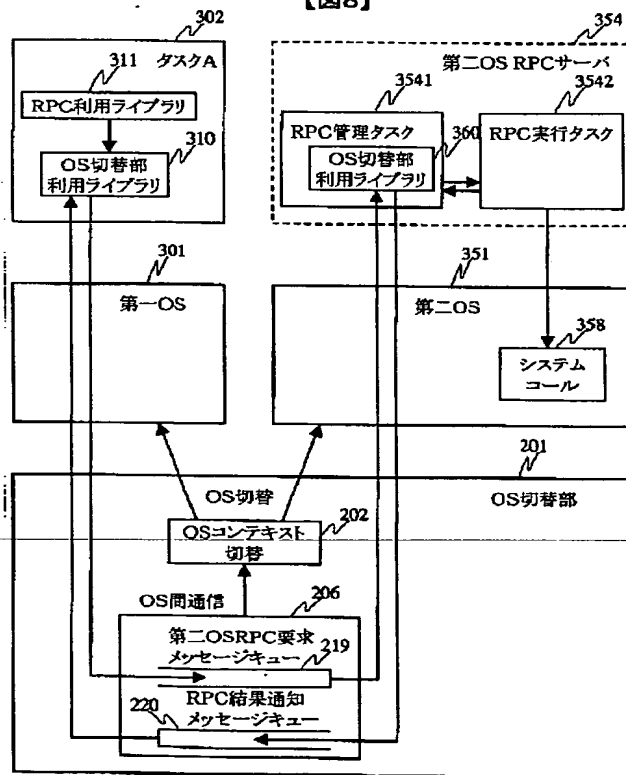 【図8】
302
タスクA
311
RPC利用ライブラリ
310
OS切替部
利用ライブラリ
354
第二OS RPCサーバ
3541
3542
RPC管理タスク
360
OS切替部
利用ライブラリ
RPC実行タスク
301
第一OS
351
第二OS
358
システム
コール
201
OS切替部
OS切替
202
OSコンテキスト
切替
OS間通信
206
第二OSRPC要求
メッセージキュー
219
RPC結果通知
メッセージキュー
220